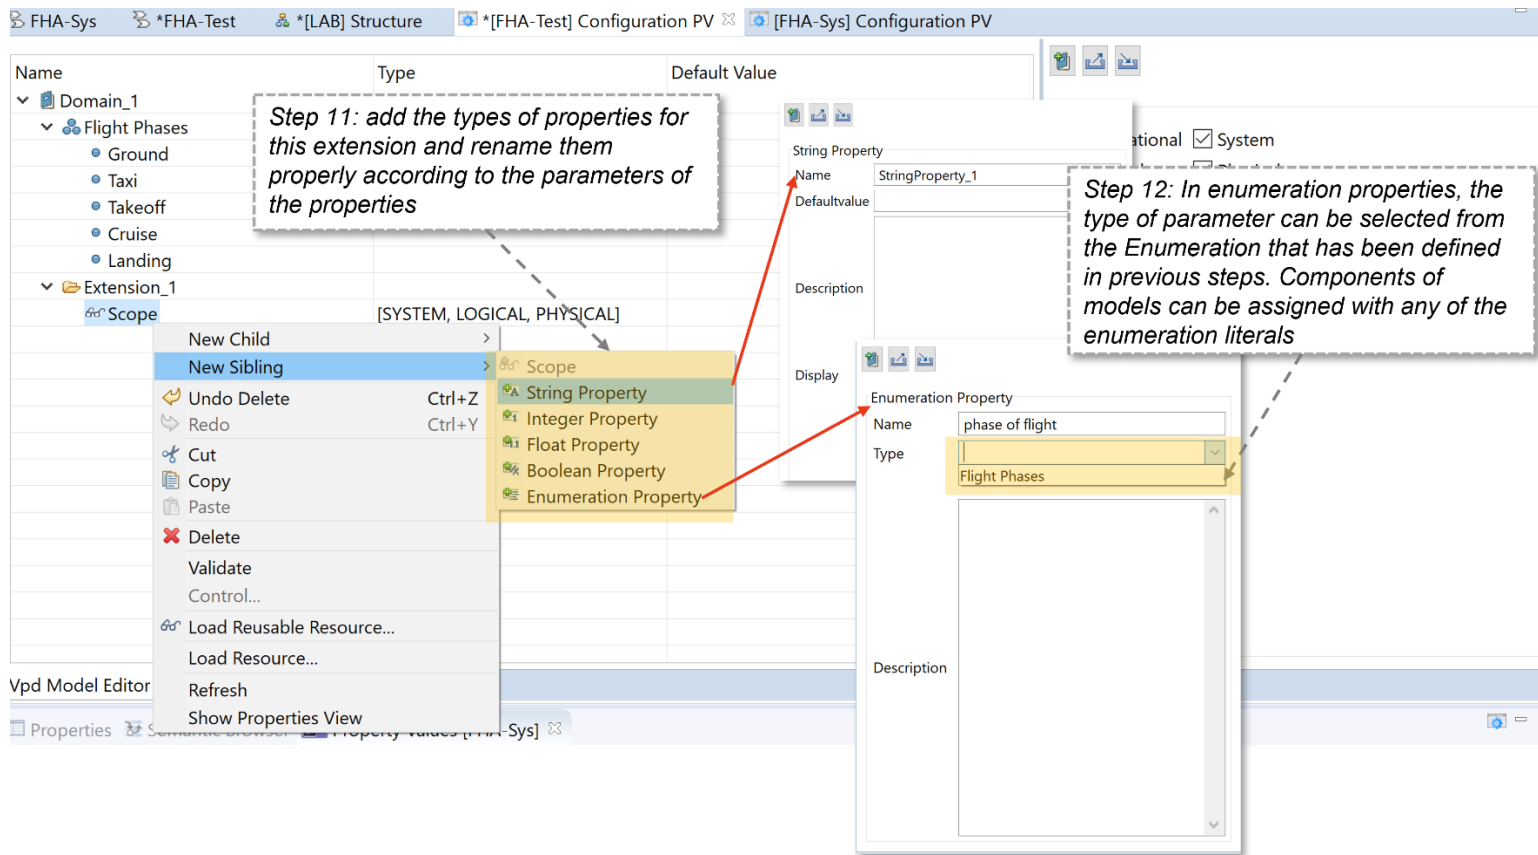 FHA-Sys
*FHA-Test
*[LAB] Structure
*[FHA-Test] Configuration PV
[FHA-Sys] Configuration PV
Name
Type
Default Value
Domain_1
Flight Phases
Ground
Taxi
Takeoff
Cruise
Landing
Extension_1
Scope
[SYSTEM, LOGICAL, PHYSICAL]
Step 11: add the types of properties for
this extension and rename them
properly according to the parameters of
the properties
New Child
New Sibling
Undo Delete Ctrl+Z
Redo Ctrl+Y
Cut
Copy
Paste
Delete
Validate
Control...
Load Reusable Resource...
Load Resource...
Refresh
Show Properties View
Scope
String Property
Integer Property
Float Property
Boolean Property
Enumeration Property
String Property
Name StringProperty_1
Defaultvalue
Description
Display
System
Step 12: In enumeration properties, the
type of parameter can be selected from
the Enumeration that has been defined
in previous steps. Components of
models can be assigned with any of the
enumeration literals
Enumeration Property
Name phase of flight
Type
Flight Phases
Description
Vpd Model Editor
Properties
Property Values [FHA-Sys]